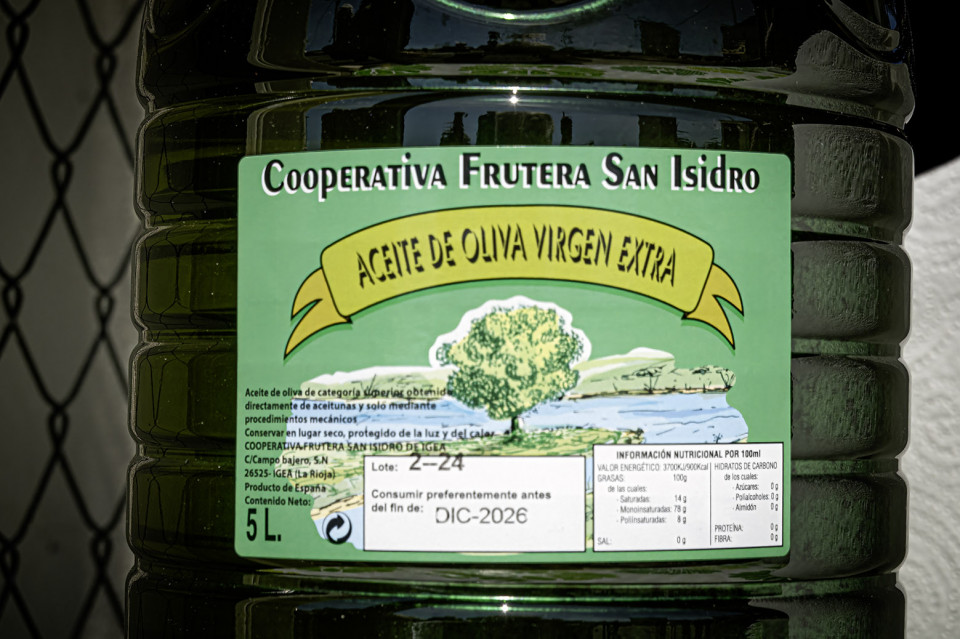 COOPERATIVA FRUTERA SAN ISIDRO
ACEITE DE OLIVA VIRGEN EXTRA
Aceite de oliva de categoría superior obtenido
directamente de aceitunas y solo mediante
procedimientos mecánicos
Conservar en lugar seco, protegido de la luz y del calor
COOPERATIVA FRUTERA SAN ISIDRO DE IGEA
C/Campo bajero, S.N
26525- IGEA (La Rioja)
Producto de España
Contenido Neto:
5 L.
Lote: 2--24
Consumir preferentemente antes
del fin de: DIC-2026
INFORMACIÓN NUTRICIONAL POR 100ml
VALOR ENERGÉTICO: 3700KJ/900Kcal
GRASAS: 100g
de las cuales:
- Saturadas: 14 g
- Monoinsaturadas: 78 g
- Poliinsaturadas: 8 g
SAL: 0 g
HIDRATOS DE CARBONO
de los cuales:
- Azúcares: 0 g
- Polialcoholes: 0 g
- Almidón 0 g
PROTEÍNA: 0 g
FIBRA: 0 g